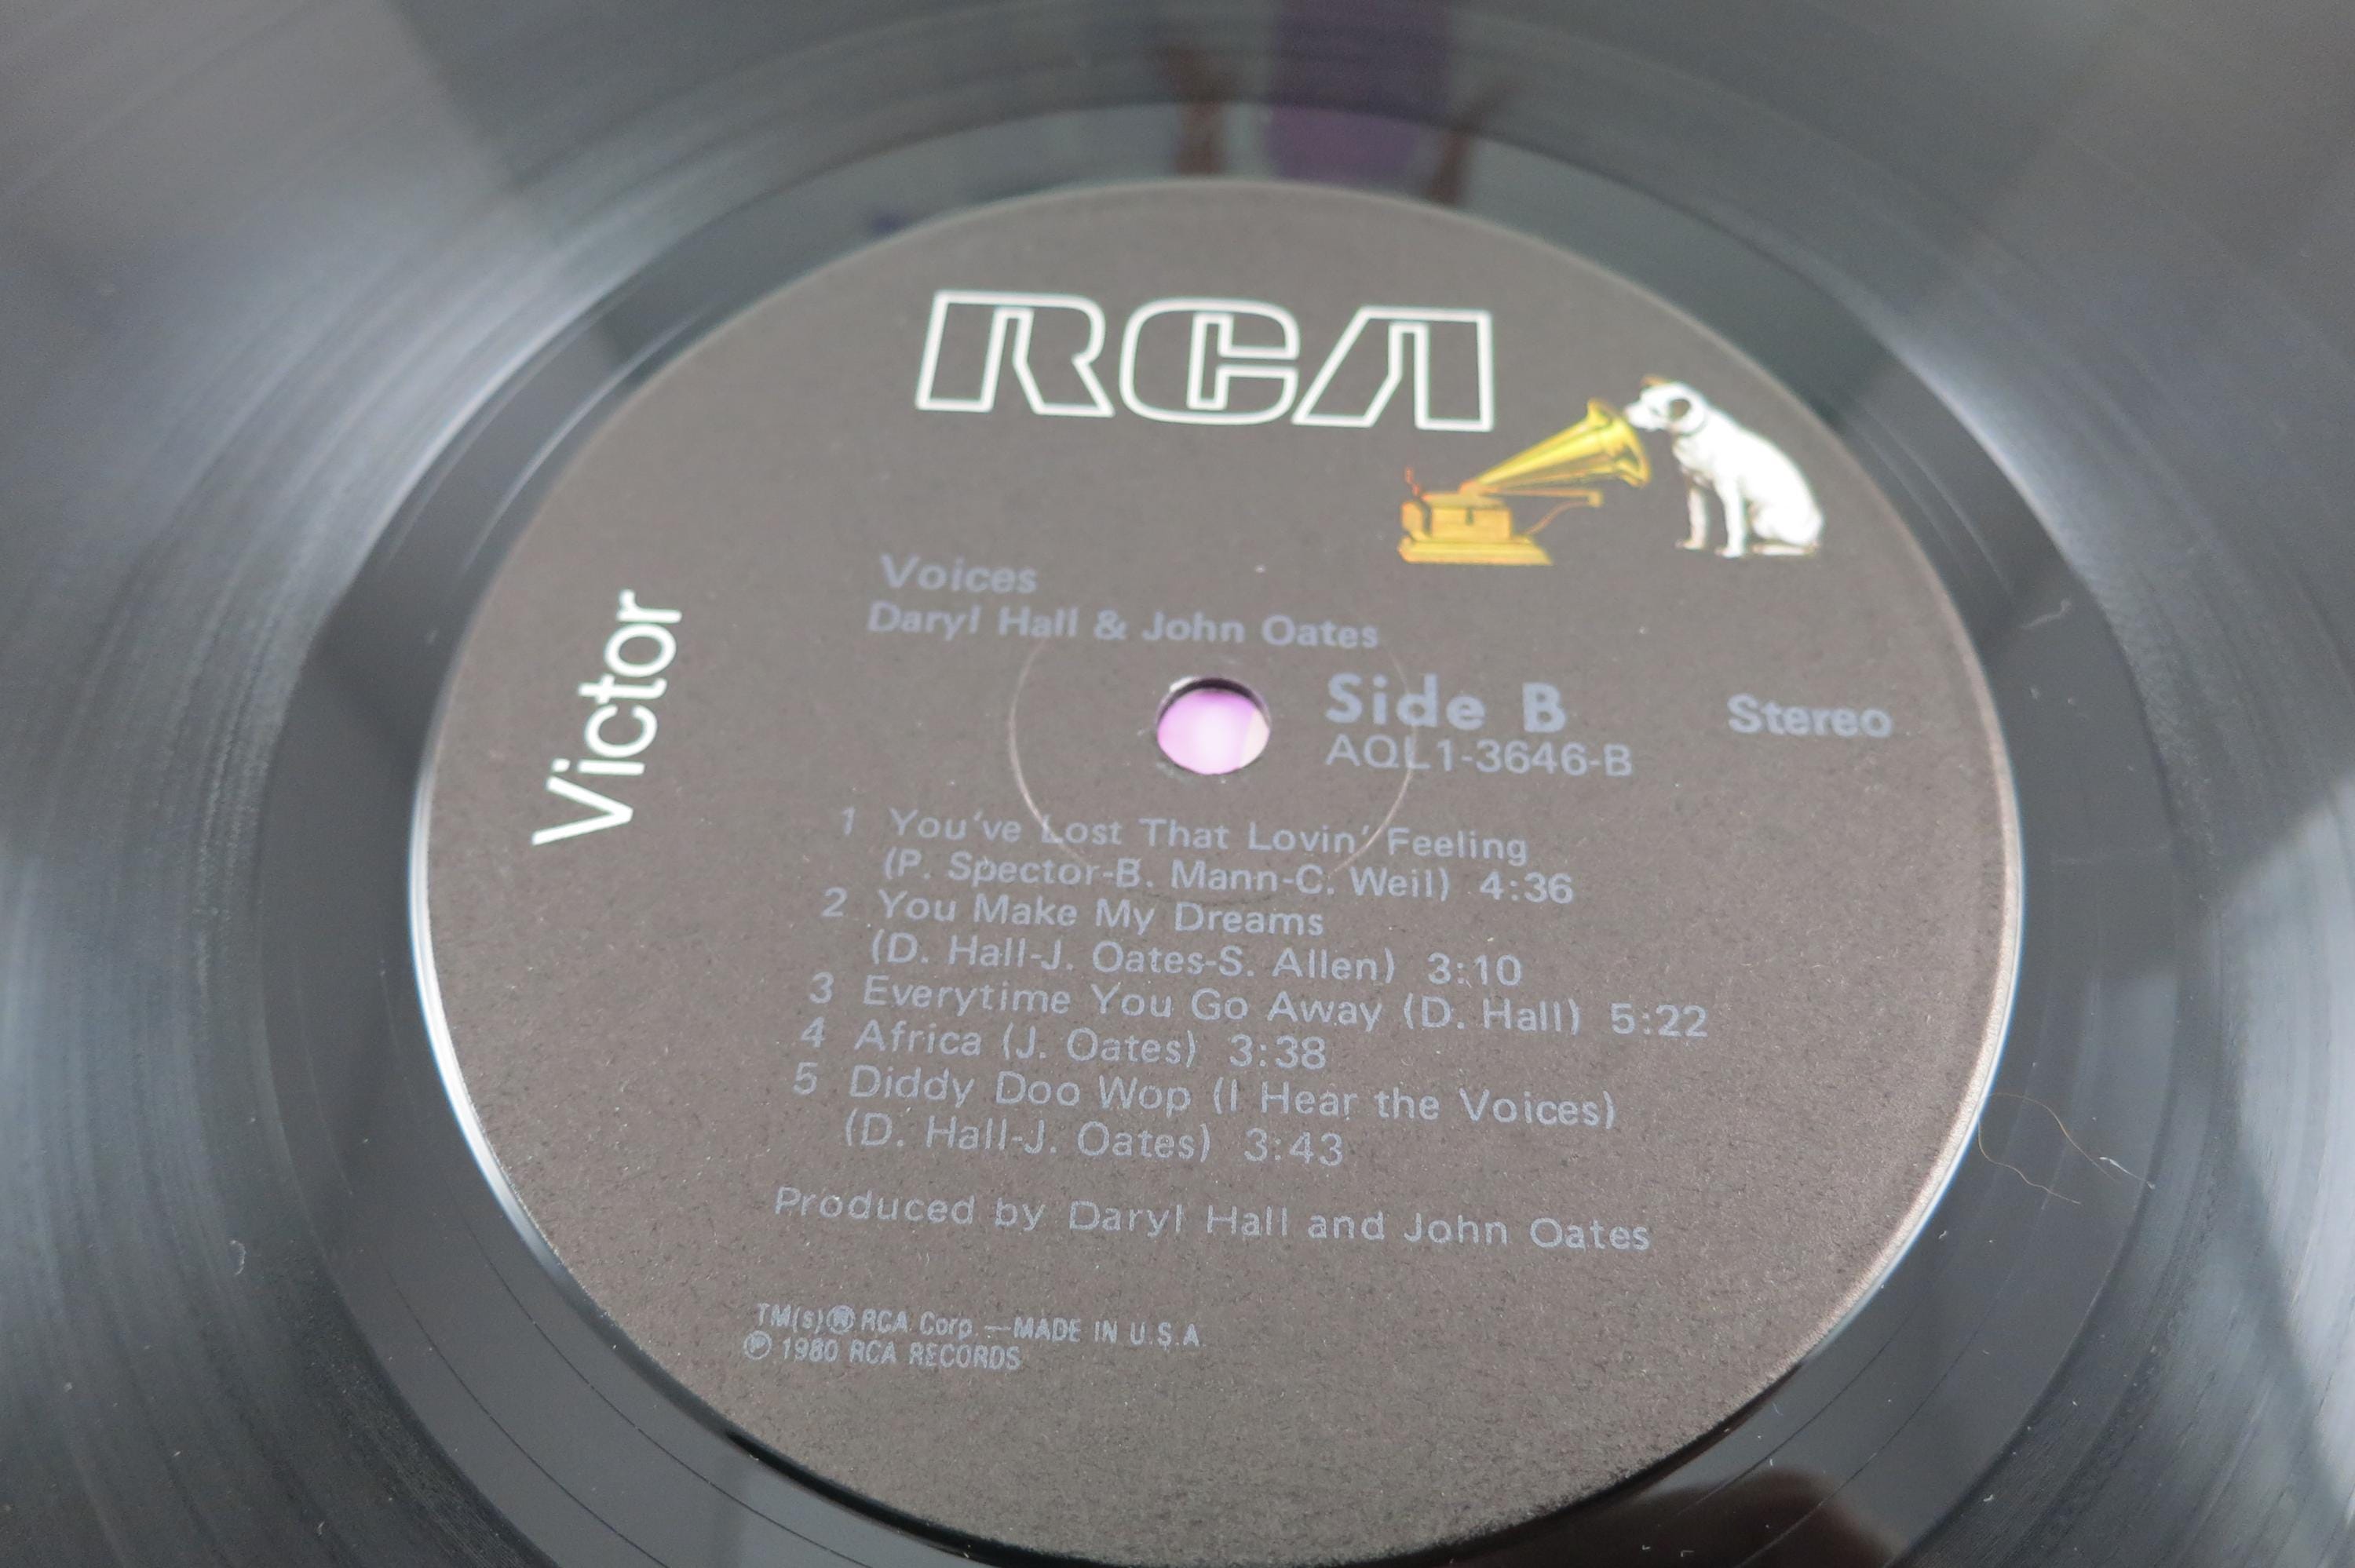 RCA
Victor
Voices
Daryl Hall & John Oates
Side B
Stereo
AQL1-3646-B
1 You've Lost That Lovin' Feeling
(P. Spector-B. Mann-C. Weil) 4:36
2 You Make My Dreams
(D. Hall-J. Oates-S. Allen) 3:10
3 Everytime You Go Away (D. Hall) 5:22
4 Africa (J. Oates) 3:38
5 Diddy Doo Wop (I Hear the Voices)
(D. Hall-J. Oates) 3:43
Produced by Daryl Hall and John Oates
TM(s)® RCA Corp.—MADE IN U.S.A.
℗ 1980 RCA RECORDS